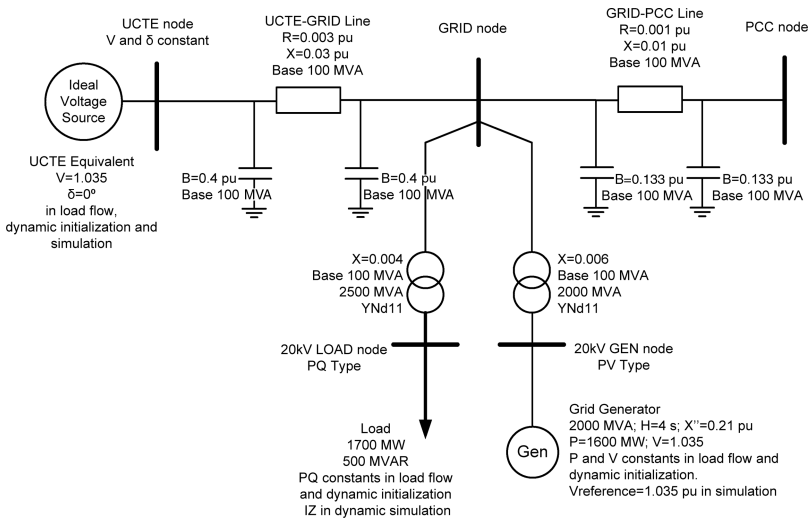 UCTE node
V and δ constant
UCTE-GRID Line
R=0.003 pu
X=0.03 pu
Base 100 MVA
GRID node
GRID-PCC Line
R=0.001 pu
X=0.01 pu
Base 100 MVA
PCC node
Ideal
Voltage
Source
UCTE Equivalent
V=1.035
δ=0º
in load flow,
dynamic initialization and
simulation
B=0.4 pu
Base 100 MVA
B=0.4 pu
Base 100 MVA
B=0.133 pu
Base 100 MVA
B=0.133 pu
Base 100 MVA
X=0.004
Base 100 MVA
2500 MVA
YNd11
X=0.006
Base 100 MVA
2000 MVA
YNd11
20kV LOAD node
PQ Type
20kV GEN node
PV Type
Load
1700 MW
500 MVAR
PQ constants in load flow
and dynamic initialization
IZ in dynamic simulation
Gen
Grid Generator
2000 MVA; H=4 s; X''=0.21 pu
P=1600 MW; V=1.035
P and V constants in load flow and
dynamic initialization.
Vreference=1.035 pu in simulation